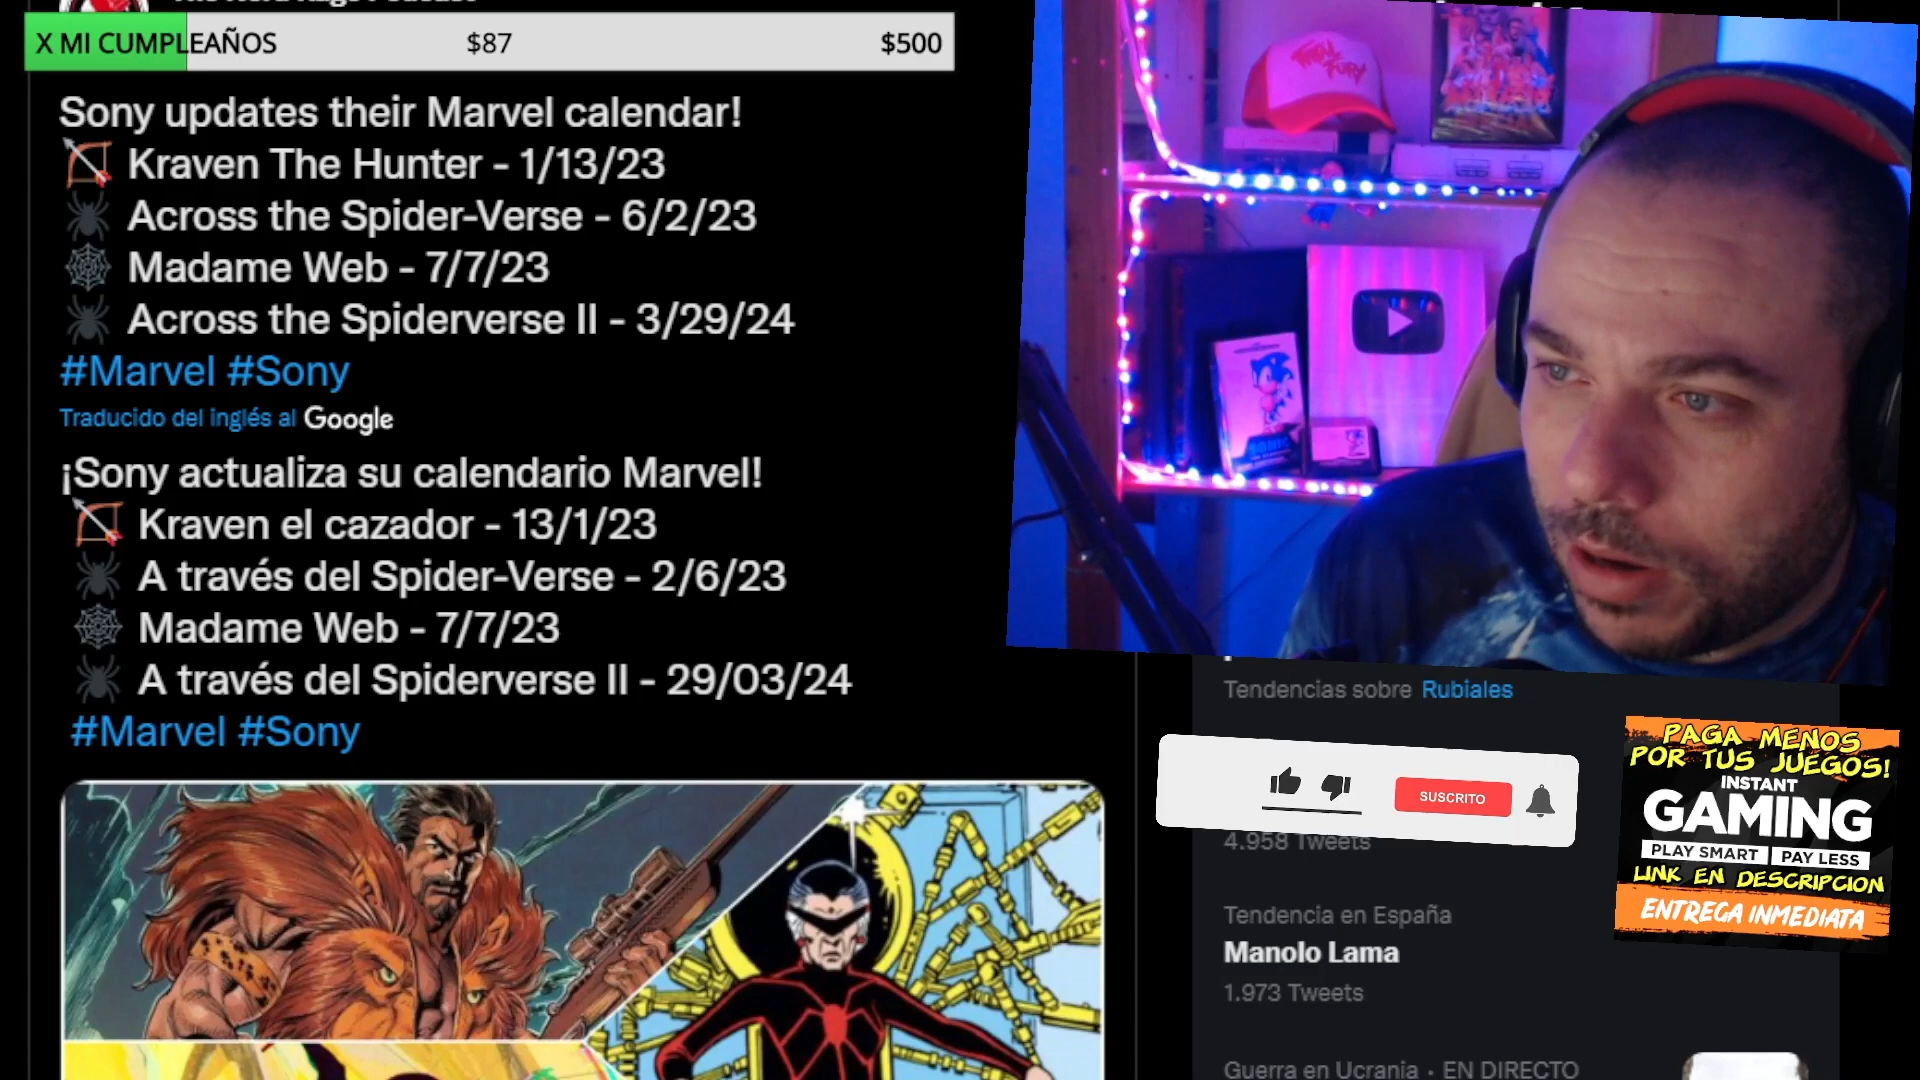 X MI CUMPLEAÑOS $87 $500
Sony updates their Marvel calendar!
Kraven The Hunter - 1/13/23
Across the Spider-Verse - 6/2/23
Madame Web - 7/7/23
Across the Spiderverse II - 3/29/24
#Marvel #Sony
Traducido del inglés al Google
¡Sony actualiza su calendario Marvel!
Kraven el cazador - 13/1/23
A través del Spider-Verse - 2/6/23
Madame Web - 7/7/23
A través del Spiderverse II - 29/03/24
#Marvel #Sony
Tendencias sobre Rubiales
SUSCRITO
4.958 Tweets
Tendencia en España
Manolo Lama
1.973 Tweets
Guerra en Ucrania · EN DIRECTO
PAGA MENOS
POR TUS JUEGOS!
INSTANT
GAMING
PLAY SMART PAY LESS
LINK EN DESCRIPCION
ENTREGA INMEDIATA